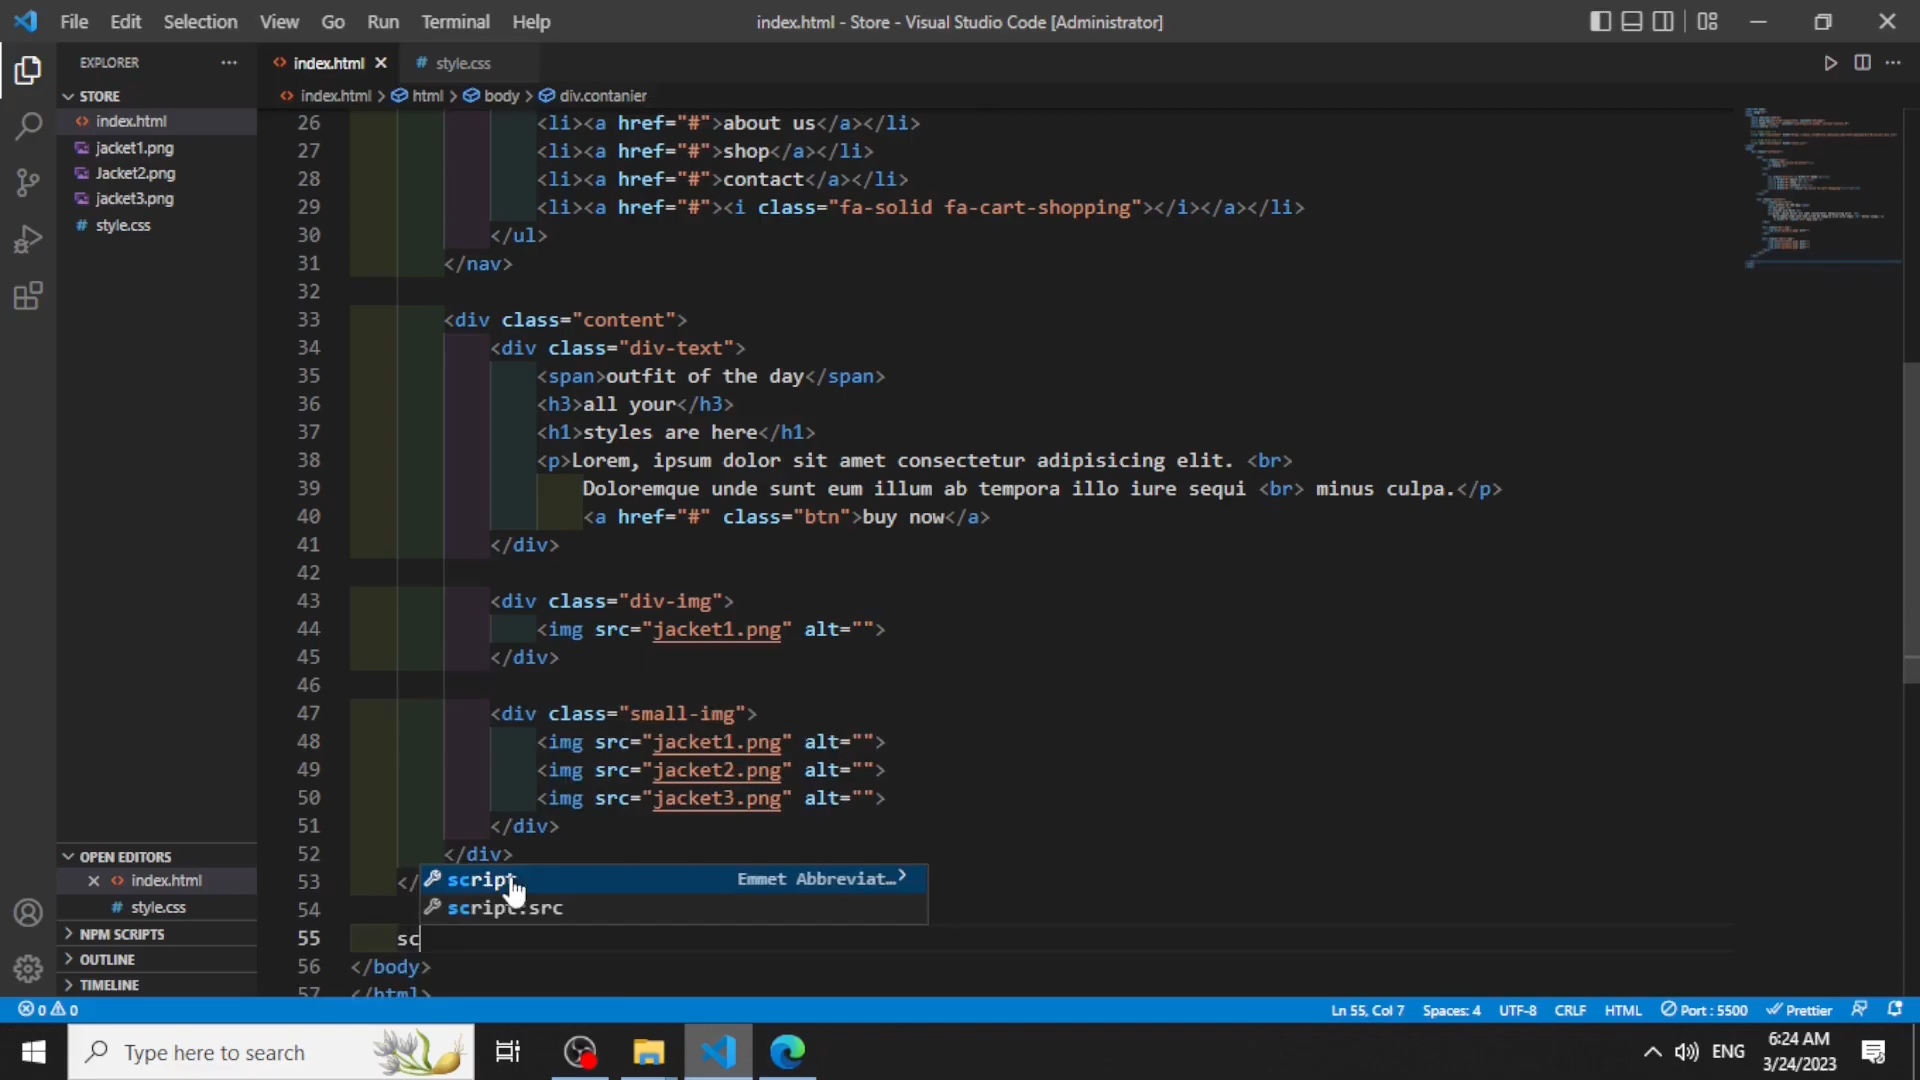 File Edit Selection View Go Run Terminal Help
index.html - Store - Visual Studio Code [Administrator]
EXPLORER
STORE
index.html
jacket1.png
Jacket2.png
jacket3.png
style.css
OPEN EDITORS
index.html
style.css
NPM SCRIPTS
OUTLINE
TIMELINE
index.html
style.css
index.html > html > body > div.contanier
26 <li><a href="#">about us</a></li>
27 <li><a href="#">shop</a></li>
28 <li><a href="#">contact</a></li>
29 <li><a href="#"><i class="fa-solid fa-cart-shopping"></i></a></li>
30 </ul>
31 </nav>
32
33 <div class="content">
34 <div class="div-text">
35 <span>outfit of the day</span>
36 <h3>all your</h3>
37 <h1>styles are here</h1>
38 <p>Lorem, ipsum dolor sit amet consectetur adipisicing elit. <br>
39 Doloremque unde sunt eum illum ab tempora illo iure sequi <br> minus culpa.</p>
40 <a href="#" class="btn">buy now</a>
41 </div>
42
43 <div class="div-img">
44 <img src="jacket1.png" alt="">
45 </div>
46
47 <div class="small-img">
48 <img src="jacket1.png" alt="">
49 <img src="jacket2.png" alt="">
50 <img src="jacket3.png" alt="">
51 </div>
52 </div>
53 </
script Emmet Abbreviat...
54
script:src
55 sc
56 </body>
57 </html>
0 0
Ln 55, Col 7 Spaces: 4 UTF-8 CRLF HTML Port : 5500 Prettier
Type here to search
ENG
6:24 AM
3/24/2023